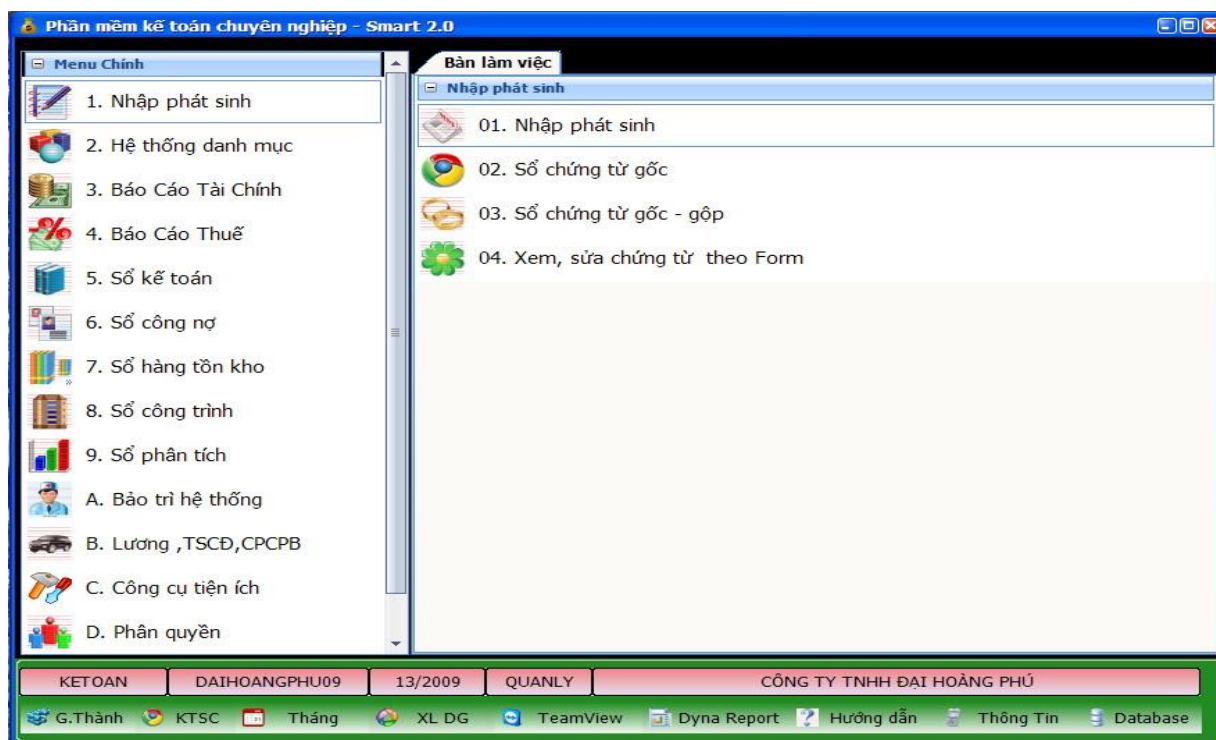 Phần mềm kế toán chuyên nghiệp - Smart 2.0
Menu Chính
1. Nhập phát sinh
2. Hệ thống danh mục
3. Báo Cáo Tài Chính
4. Báo Cáo Thuế
5. Sổ kế toán
6. Sổ công nợ
7. Sổ hàng tồn kho
8. Sổ công trình
9. Sổ phân tích
A. Bảo trì hệ thống
B. Lương ,TSCĐ,CPCPB
C. Công cụ tiện ích
D. Phân quyền
Bàn làm việc
Nhập phát sinh
01. Nhập phát sinh
02. Sổ chứng từ gốc
03. Sổ chứng từ gốc - gộp
04. Xem, sửa chứng từ theo Form
KETOAN DAIHOANGPHU09 13/2009 QUANLY CÔNG TY TNHH ĐẠI HOÀNG PHÚ
G.Thành KTSC Tháng XL DG TeamView Dyna Report Hướng dẫn Thông Tin Database